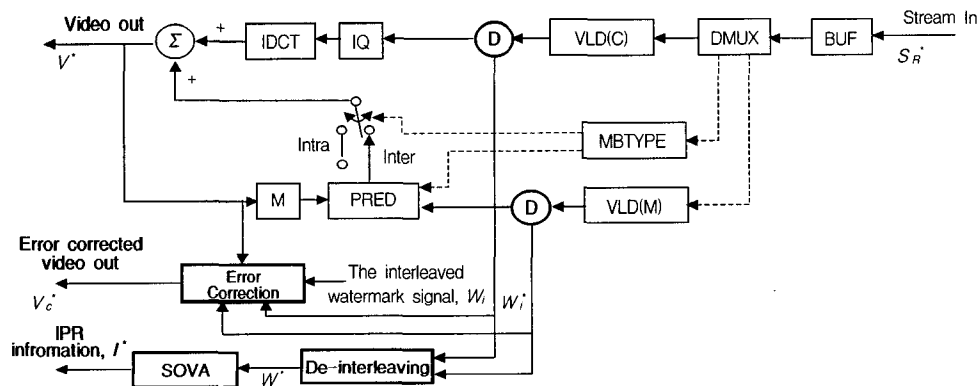 Video out
V*
Σ
+
IDCT
IQ
D
VLD(C)
DMUX
BUF
Stream In
S_R*
+
Intra
Inter
MBTYPE
M
PRED
D
VLD(M)
Error corrected
video out
V_c*
Error
Correction
The interleaved
watermark signal, W_i
W_i*
IPR
infromation, I*
SOVA
W*
De-interleaving